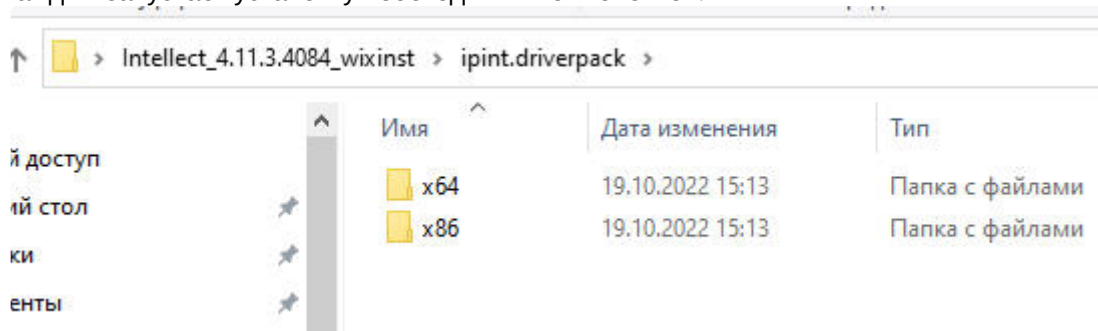 Intellect_4.11.3.4084_wixinst > ipint.driverpack >
Имя Дата изменения Тип
й доступ
x64 19.10.2022 15:13 Папка с файлами
ий стол
x86 19.10.2022 15:13 Папка с файлами
ки
енты